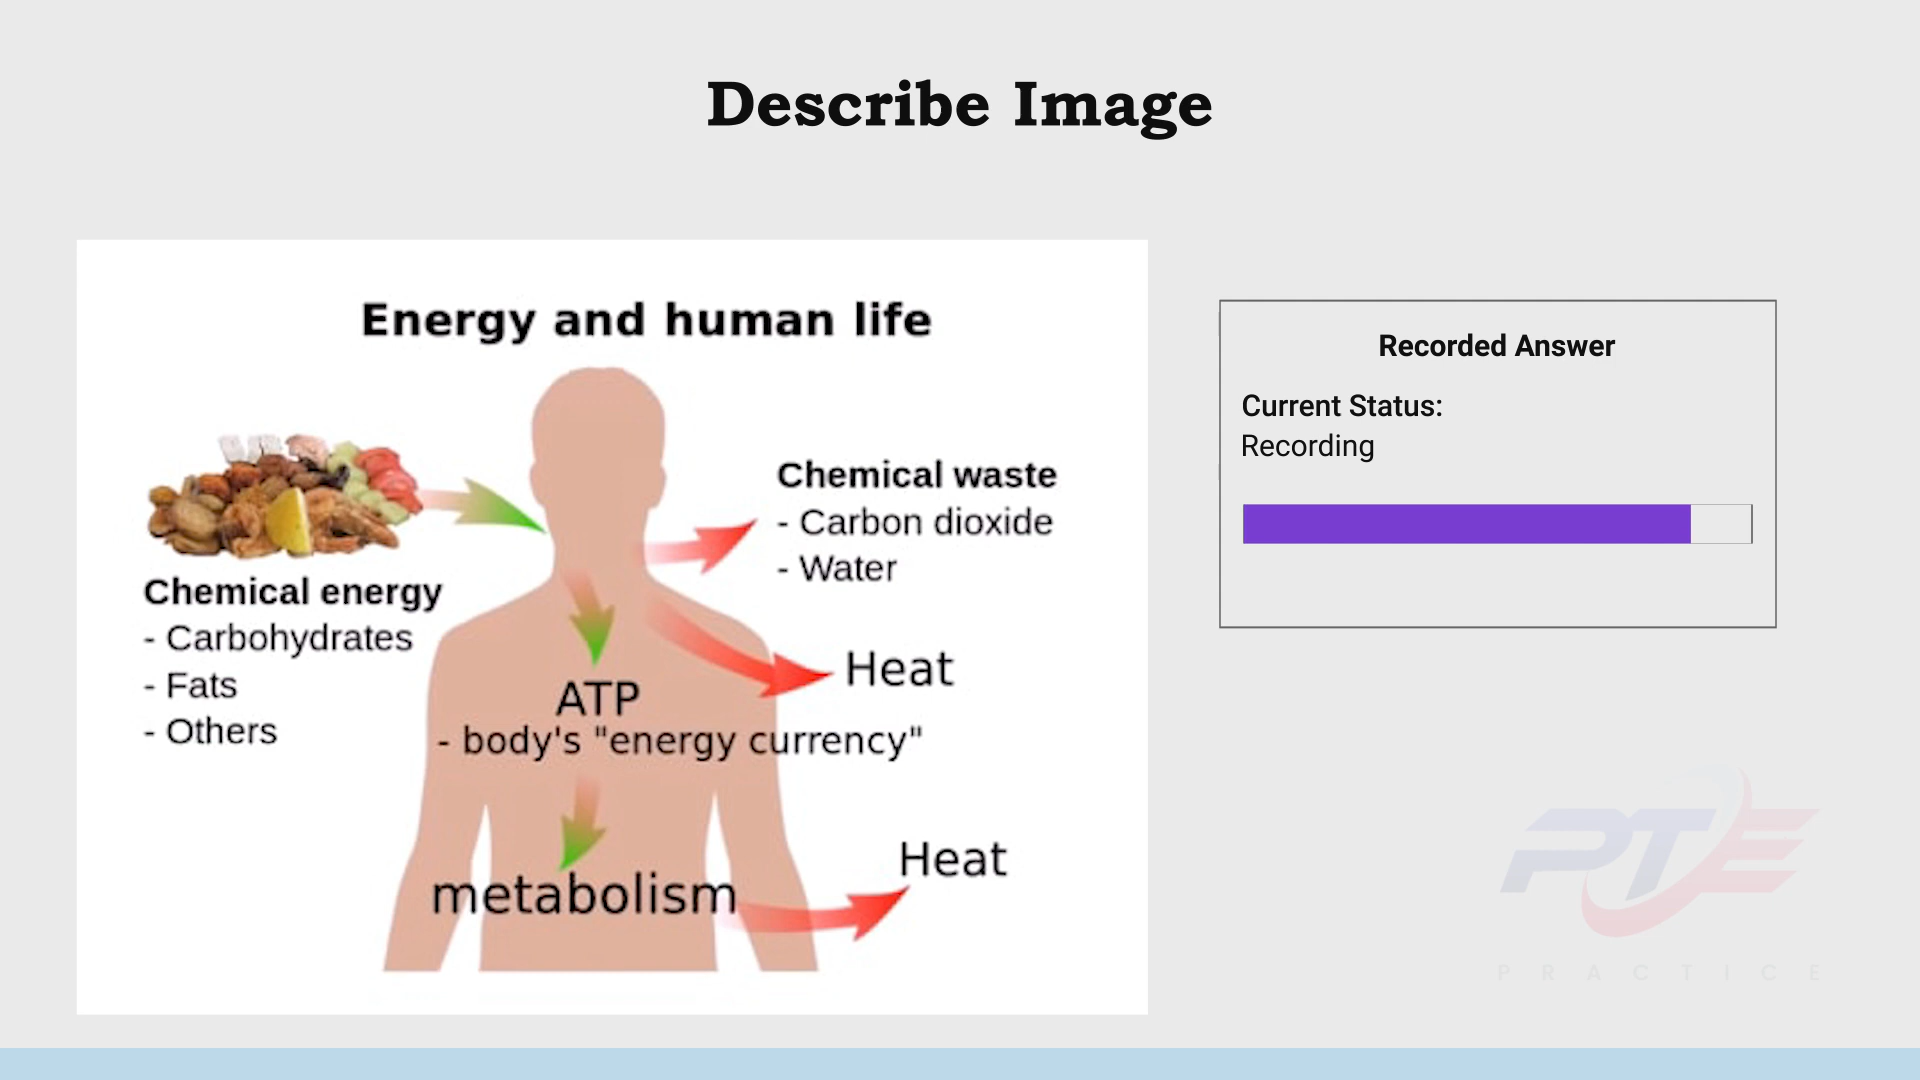 Describe Image
Energy and human life
Chemical energy
- Carbohydrates
- Fats
- Others
Chemical waste
- Carbon dioxide
- Water
Heat
ATP
- body's "energy currency"
metabolism
Heat
Recorded Answer
Current Status:
Recording
PTE
PRACTICE